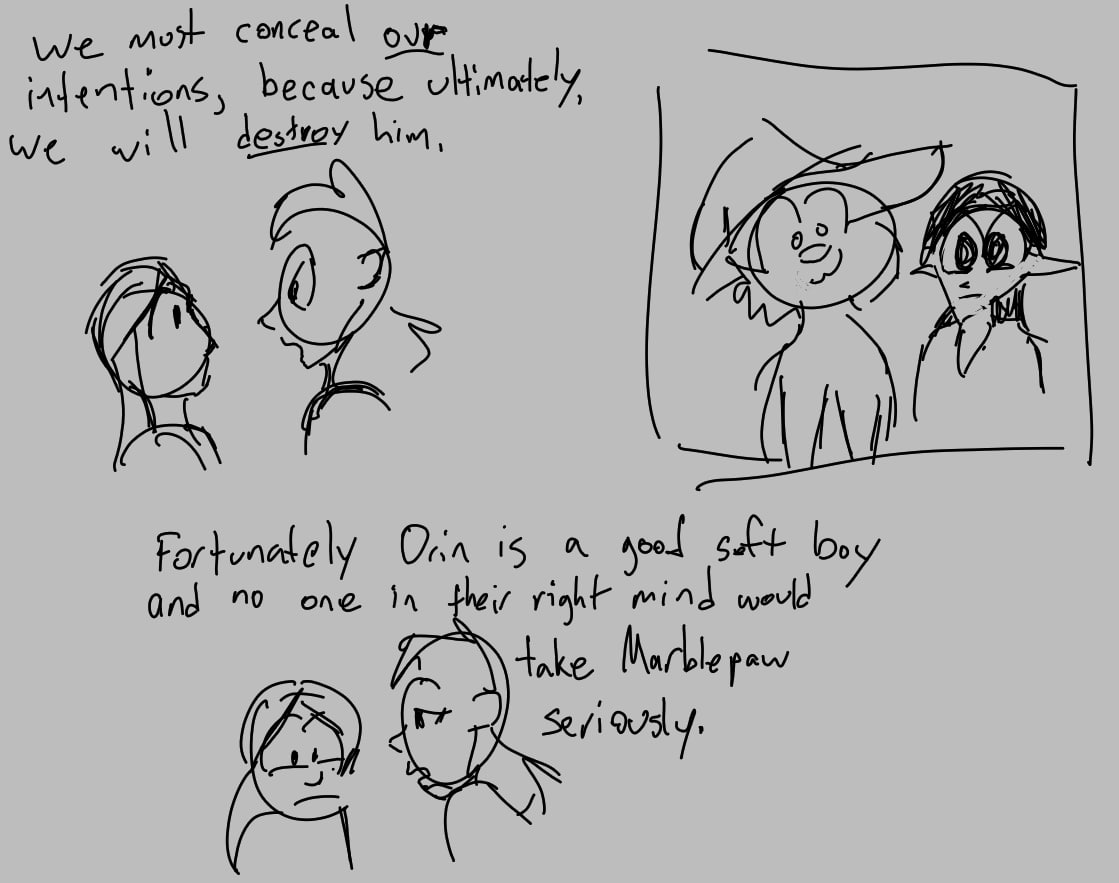 We must conceal our
intentions, because ultimately,
we will destroy him.
Fortunately Orin is a good soft boy
and no one in their right mind would
take Marblepaw
seriously.